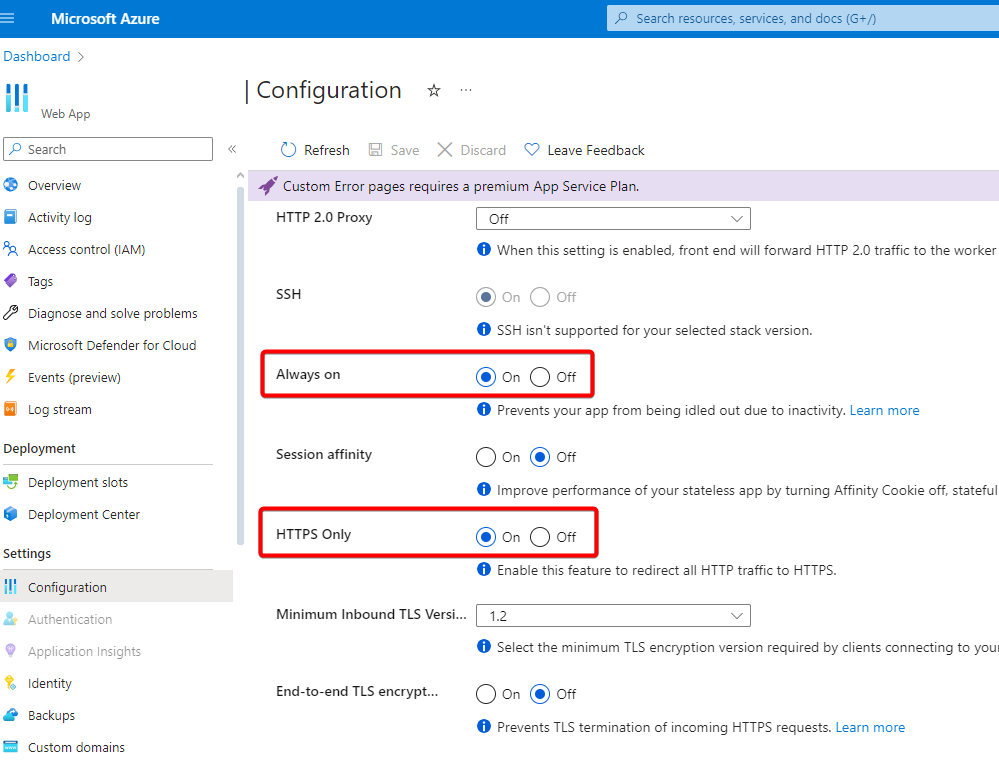 Microsoft Azure
Search resources, services, and docs (G+/)
Dashboard
Web App
Search
Overview
Activity log
Access control (IAM)
Tags
Diagnose and solve problems
Microsoft Defender for Cloud
Events (preview)
Log stream
Deployment
Deployment slots
Deployment Center
Settings
Configuration
Authentication
Application Insights
Identity
Backups
Custom domains
Configuration
Refresh Save Discard Leave Feedback
Custom Error pages requires a premium App Service Plan.
HTTP 2.0 Proxy Off
When this setting is enabled, front end will forward HTTP 2.0 traffic to the worker
SSH On Off
SSH isn't supported for your selected stack version.
Always on On Off
Prevents your app from being idled out due to inactivity. Learn more
Session affinity On Off
Improve performance of your stateless app by turning Affinity Cookie off, stateful
HTTPS Only On Off
Enable this feature to redirect all HTTP traffic to HTTPS.
Minimum Inbound TLS Versi... 1.2
Select the minimum TLS encryption version required by clients connecting to your
End-to-end TLS encrypt... On Off
Prevents TLS termination of incoming HTTPS requests. Learn more